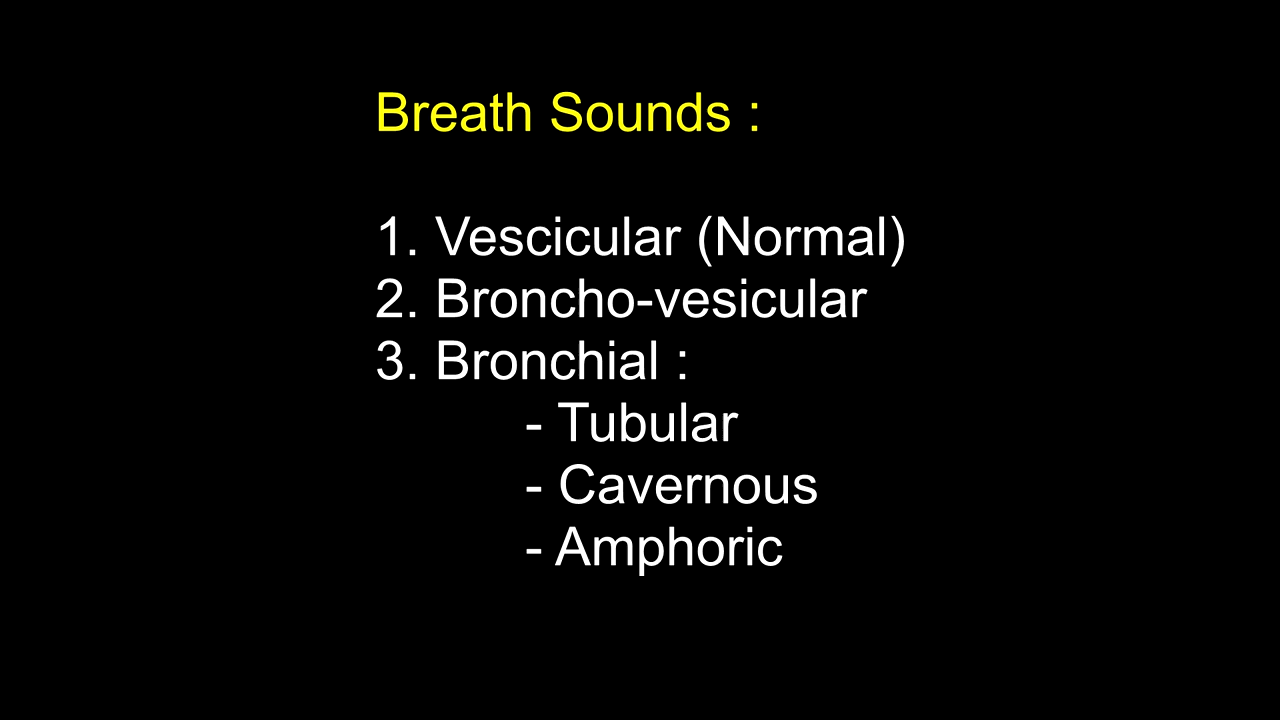 Breath Sounds :
1. Vescicular (Normal)
2. Broncho-vesicular
3. Bronchial :
- Tubular
- Cavernous
- Amphoric